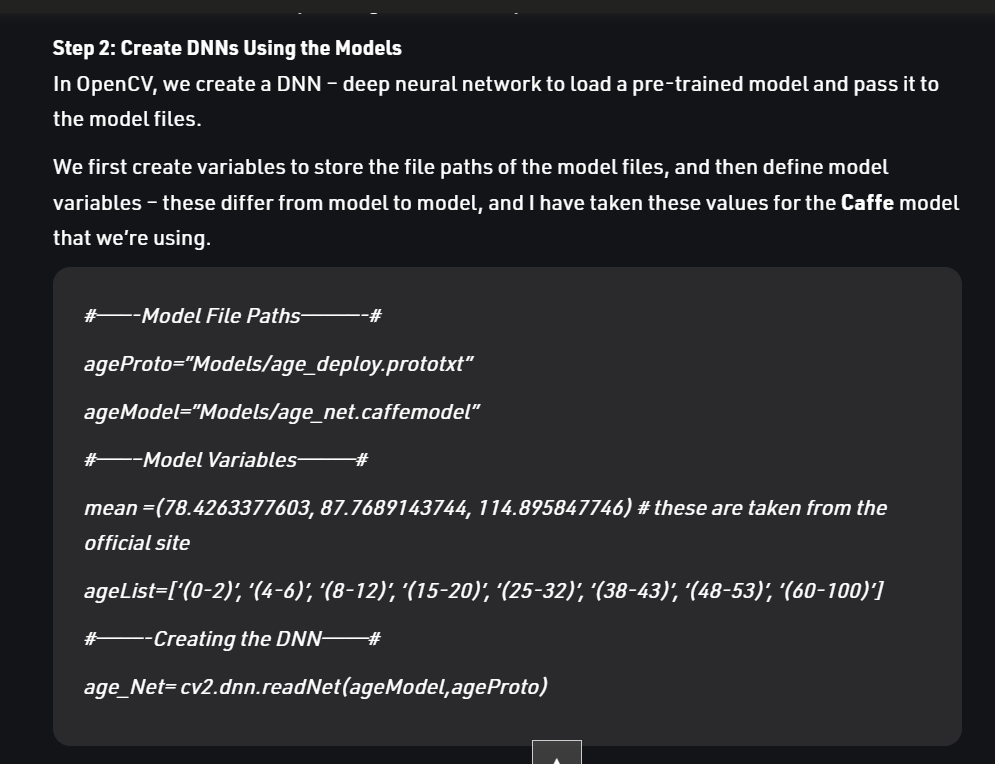 Step 2: Create DNNs Using the Models
In OpenCV, we create a DNN – deep neural network to load a pre-trained model and pass it to
the model files.
We first create variables to store the file paths of the model files, and then define model
variables – these differ from model to model, and I have taken these values for the Caffe model
that we're using.
#——-Model File Paths———-#
ageProto=”Models/age_deploy.prototxt”
ageModel=”Models/age_net.caffemodel”
#——–Model Variables———#
mean =(78.4263377603, 87.7689143744, 114.895847746) # these are taken from the
official site
ageList=[‘(0-2)’, ‘(4-6)’, ‘(8-12)’, ‘(15-20)’, ‘(25-32)’, ‘(38-43)’, ‘(48-53)’, ‘(60-100)’]
#———-Creating the DNN——–#
age_Net= cv2.dnn.readNet(ageModel,ageProto)